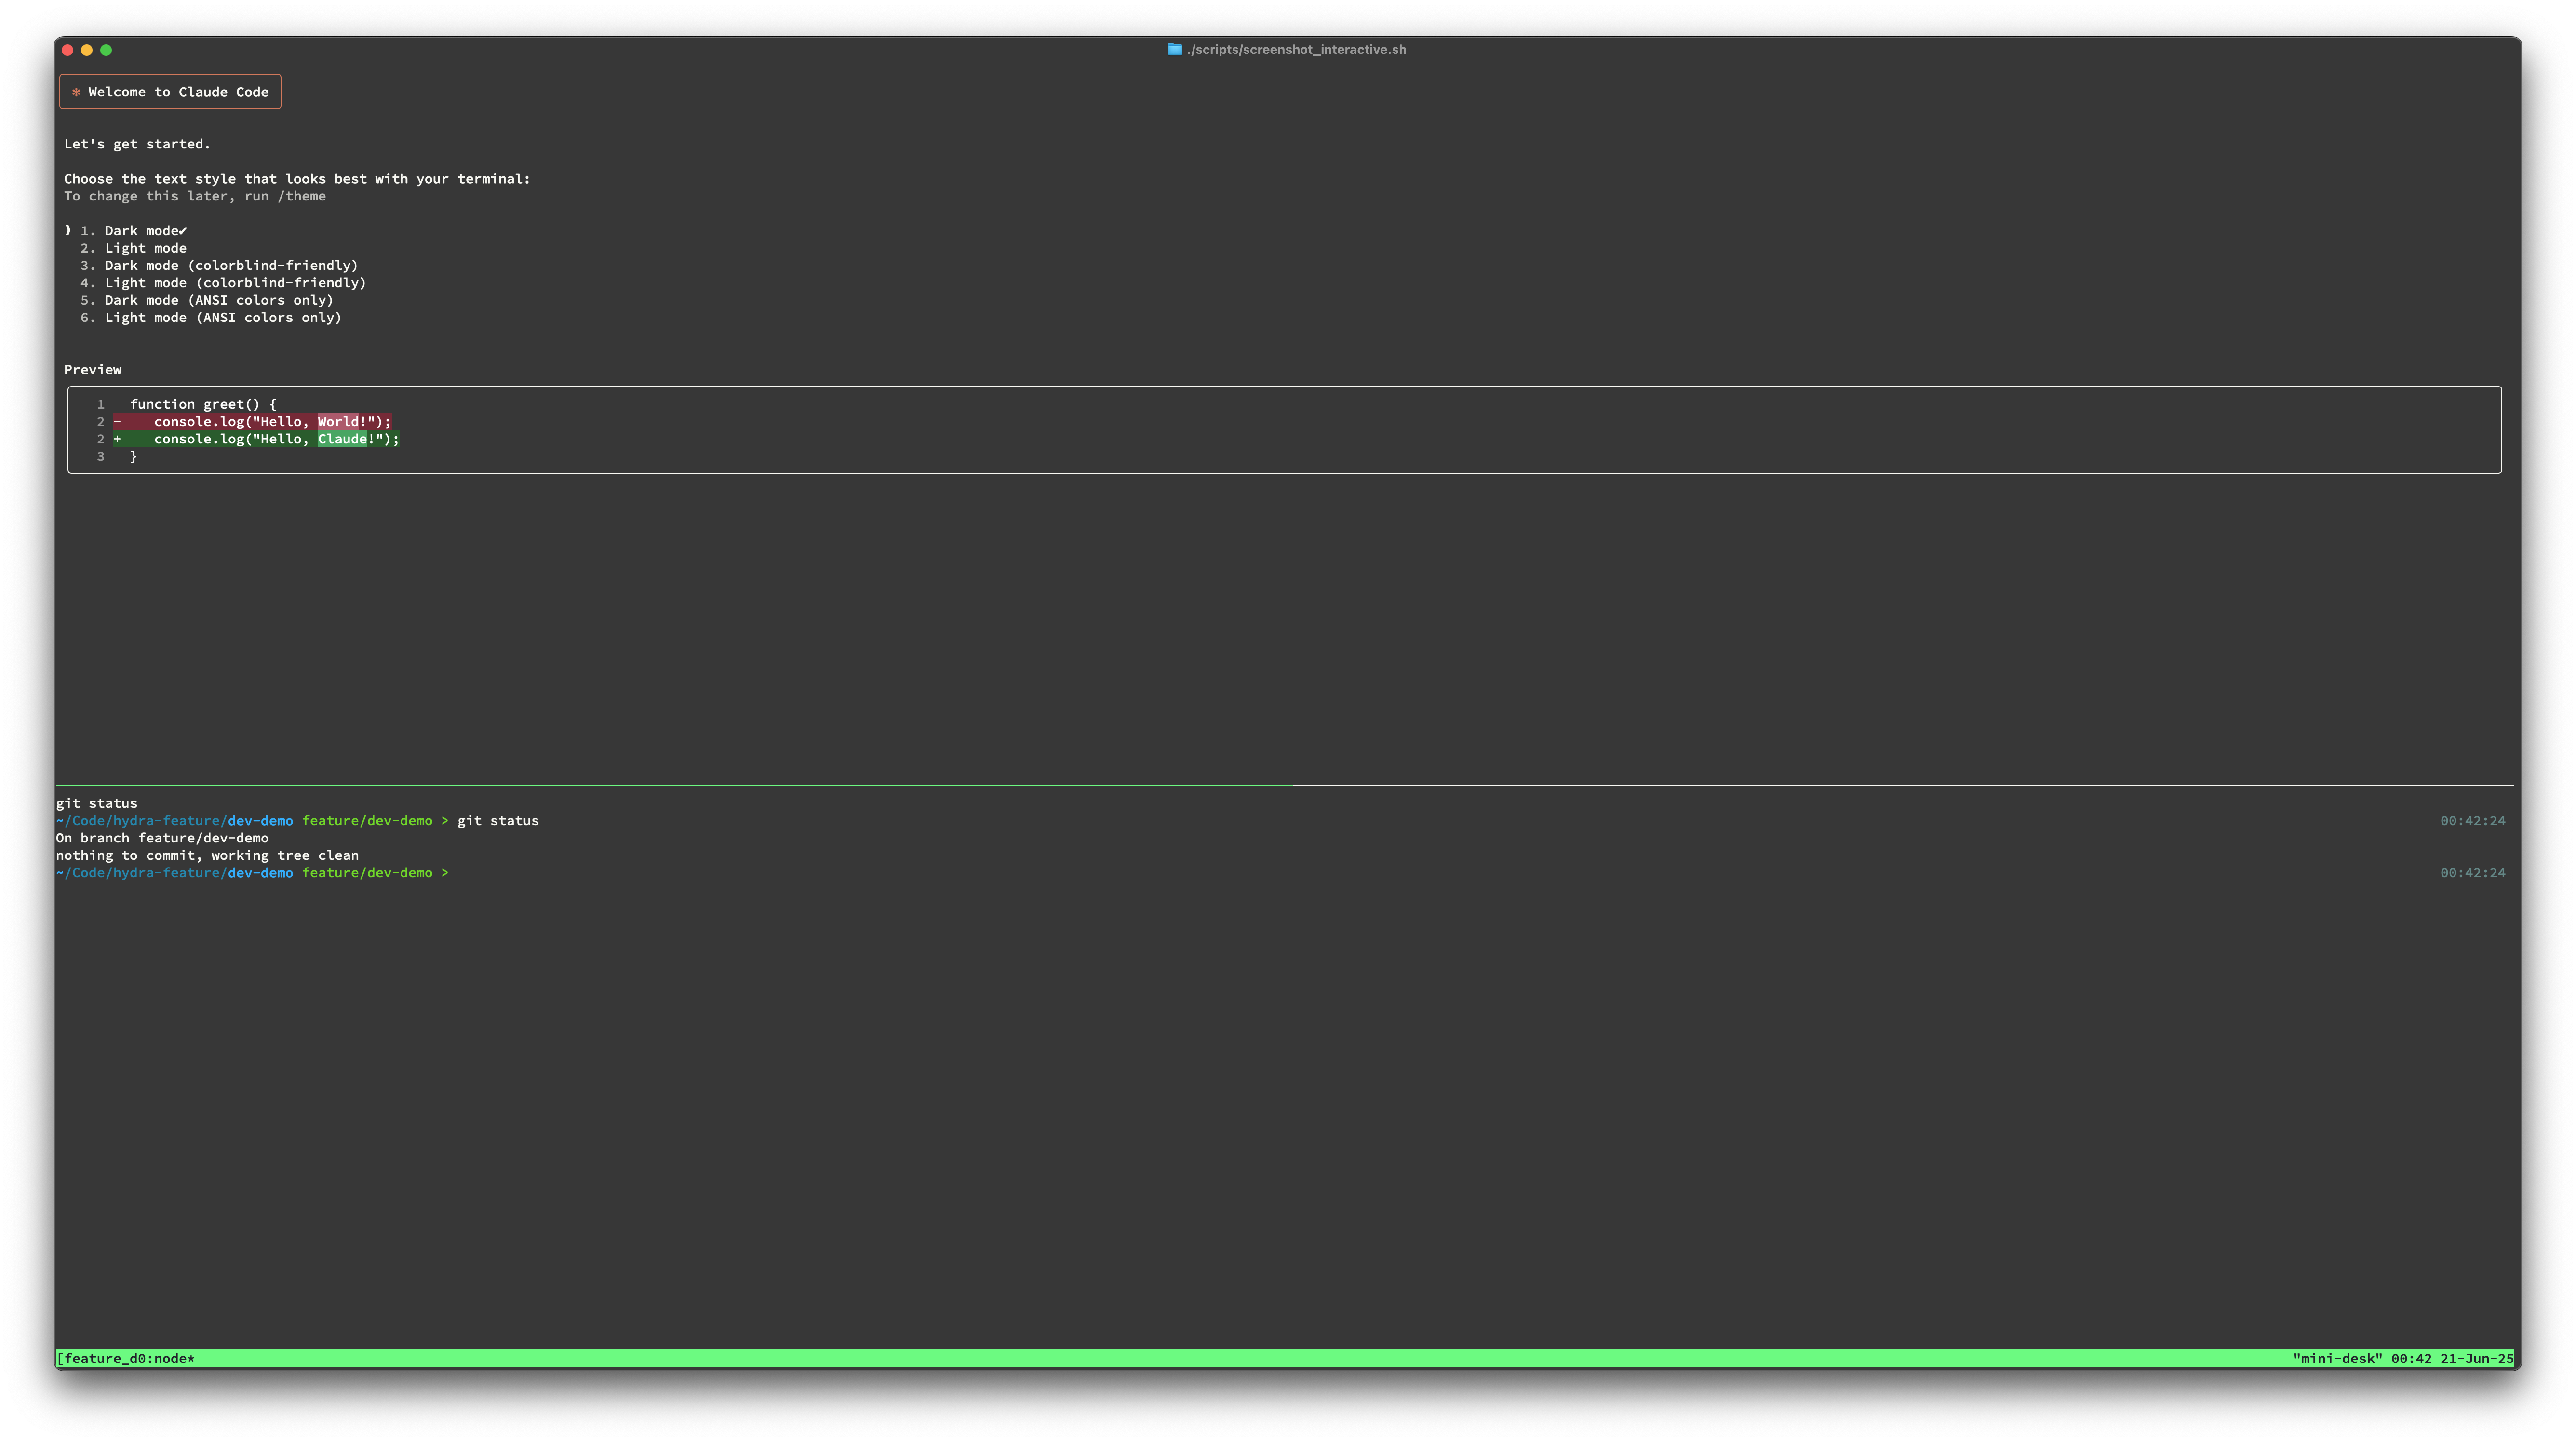 ./scripts/screenshot_interactive.sh
✻ Welcome to Claude Code
Let's get started.
Choose the text style that looks best with your terminal:
To change this later, run /theme
❯ 1. Dark mode✔
2. Light mode
3. Dark mode (colorblind-friendly)
4. Light mode (colorblind-friendly)
5. Dark mode (ANSI colors only)
6. Light mode (ANSI colors only)
Preview
1 function greet() {
2 - console.log("Hello, World!");
2 + console.log("Hello, Claude!");
3 }
git status
~/Code/hydra-feature/dev-demo feature/dev-demo > git status 00:42:24
On branch feature/dev-demo
nothing to commit, working tree clean
~/Code/hydra-feature/dev-demo feature/dev-demo > 00:42:24
[feature_d0:node* "mini-desk" 00:42 21-Jun-25